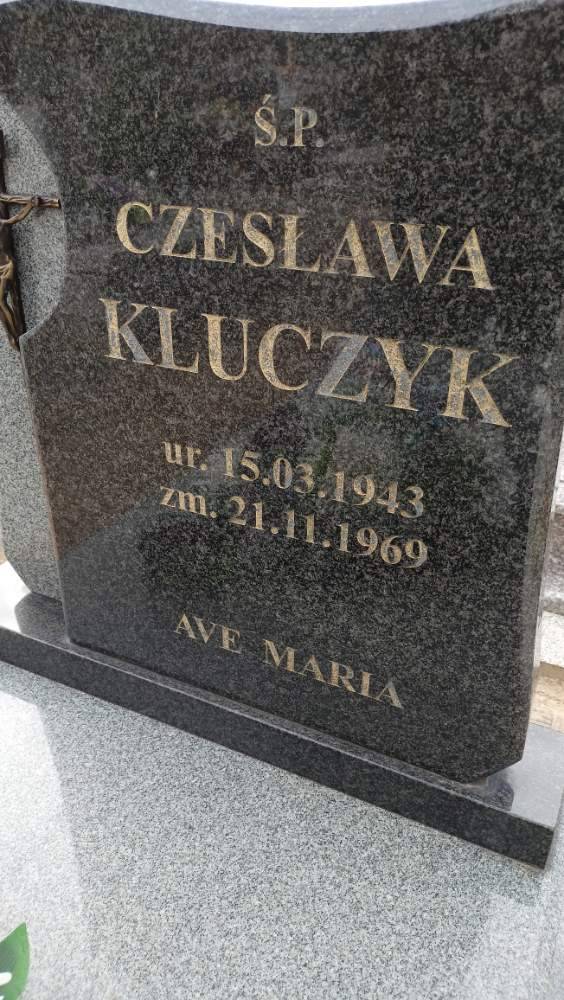 Ś.P.
CZESŁAWA
KLUCZYK
ur. 15.03.1943
zm. 21.11.1969
AVE MARIA